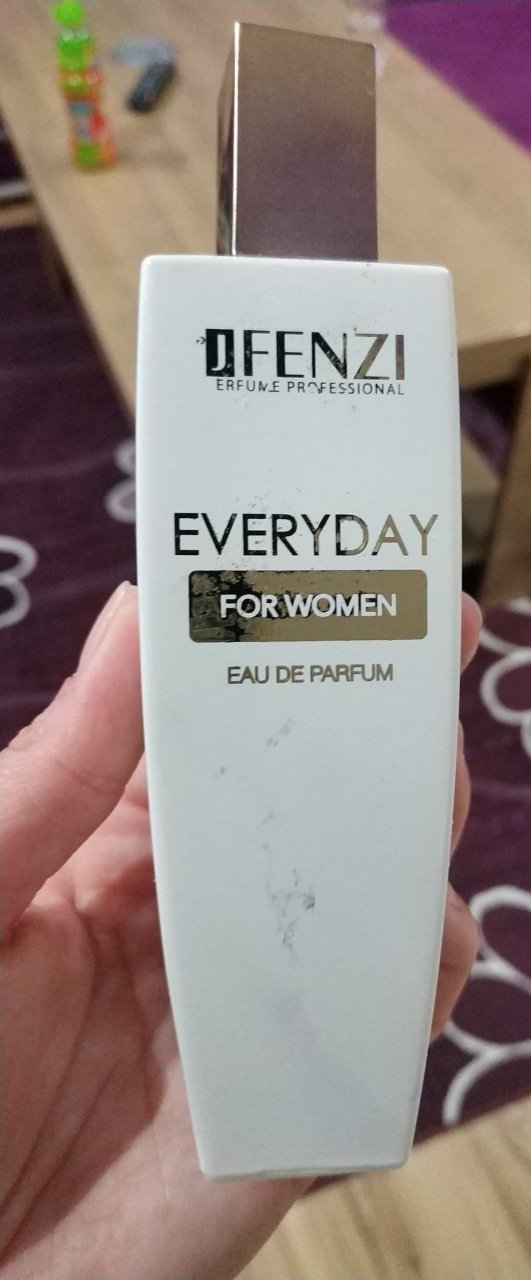 JFENZI
ERFUME PROFESSIONAL
EVERYDAY
FOR WOMEN
EAU DE PARFUM